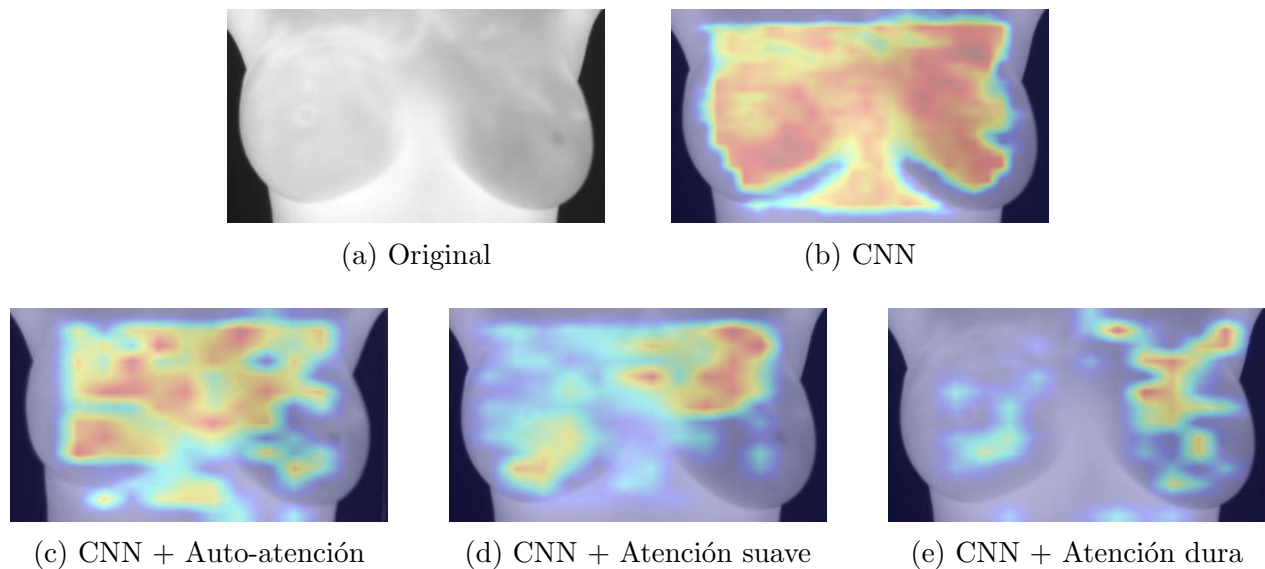 (a) Original
(b) CNN
(c) CNN + Auto-atención
(d) CNN + Atención suave
(e) CNN + Atención dura